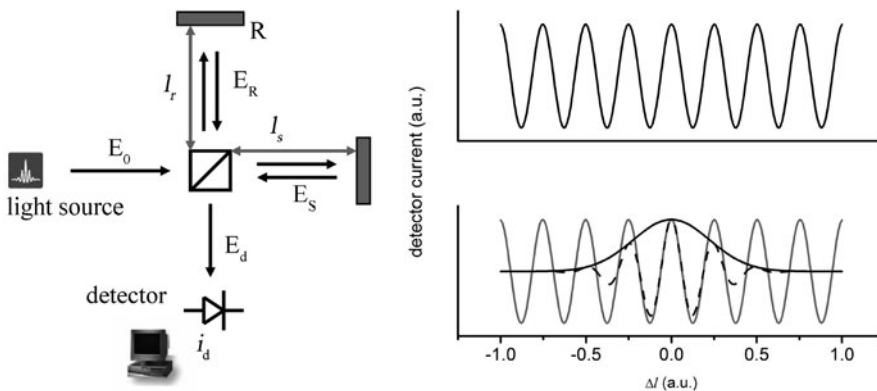 R
E_R
l_r
l_s
E_0
E_S
light source
E_d
detector
i_d
detector current (a.u.)
-1.0 -0.5 0.0 0.5 1.0
Δl (a.u.)